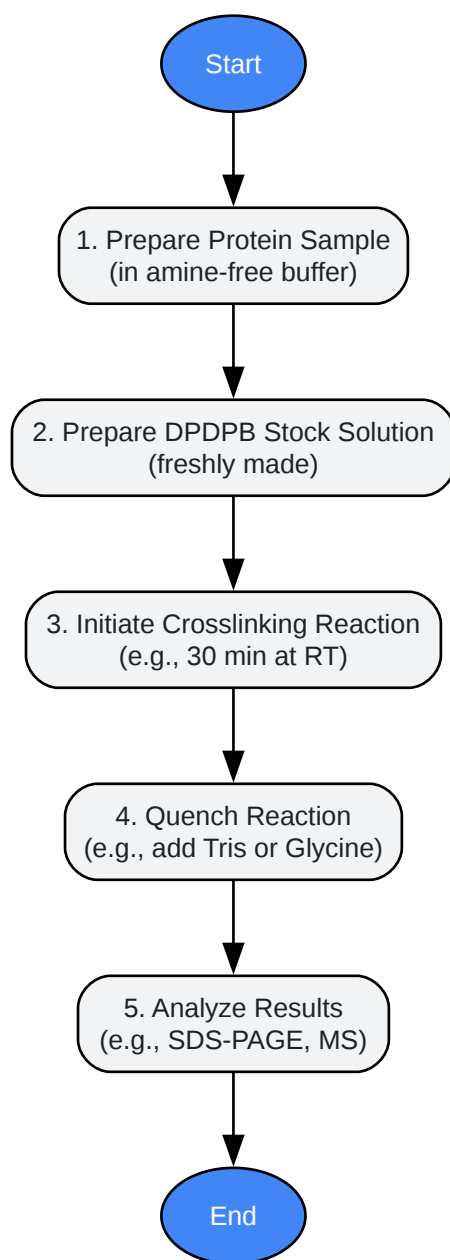 Start
1. Prepare Protein Sample
(in amine-free buffer)
2. Prepare DPDPB Stock Solution
(freshly made)
3. Initiate Crosslinking Reaction
(e.g., 30 min at RT)
4. Quench Reaction
(e.g., add Tris or Glycine)
5. Analyze Results
(e.g., SDS-PAGE, MS)
End